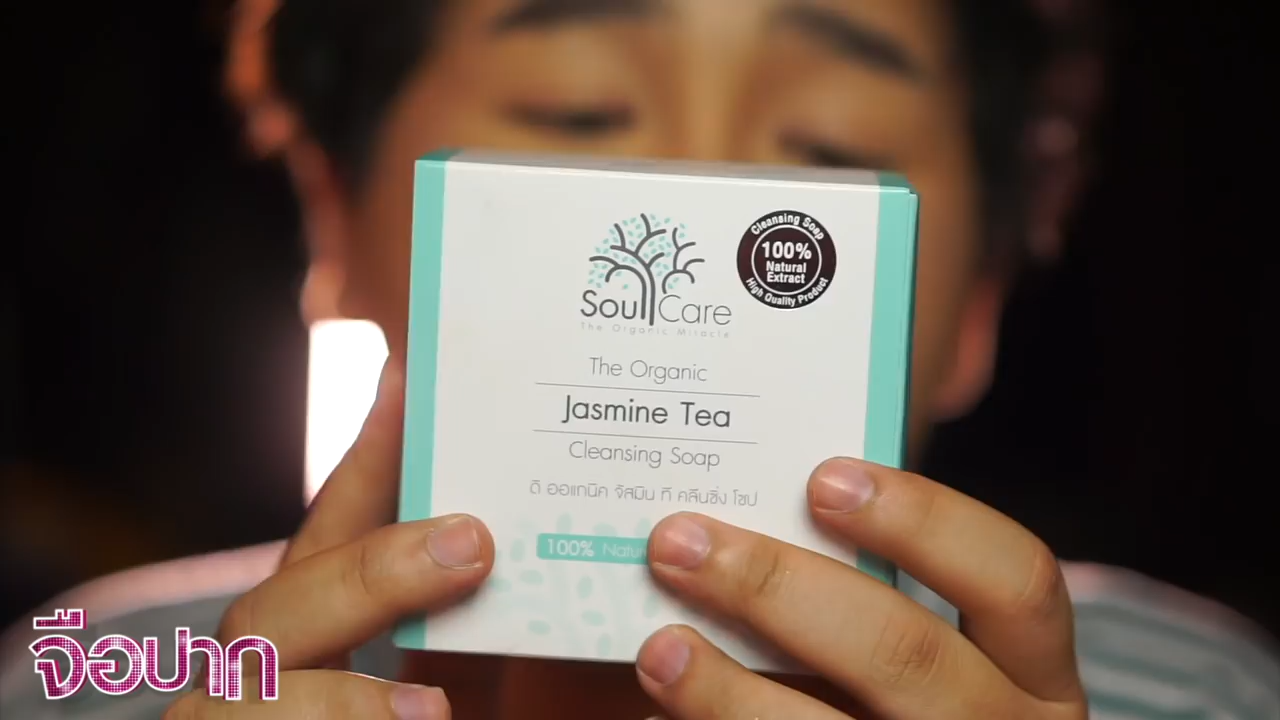 Soul Care
The Organic Miracle
Cleansing Soap
100%
Natural
Extract
High Quality Product
The Organic
Jasmine Tea
Cleansing Soap
ดิ ออแกนิค จัสมิน ที คลีนซิ่ง โซป
100%
จือปาก